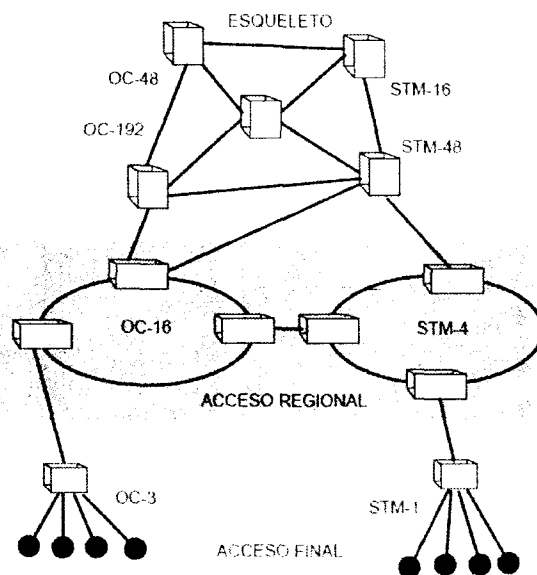 ESQUELETO
OC-48
STM-16
OC-192
STM-48
OC-16
STM-4
ACCESO REGIONAL
OC-3
STM-1
ACCESO FINAL